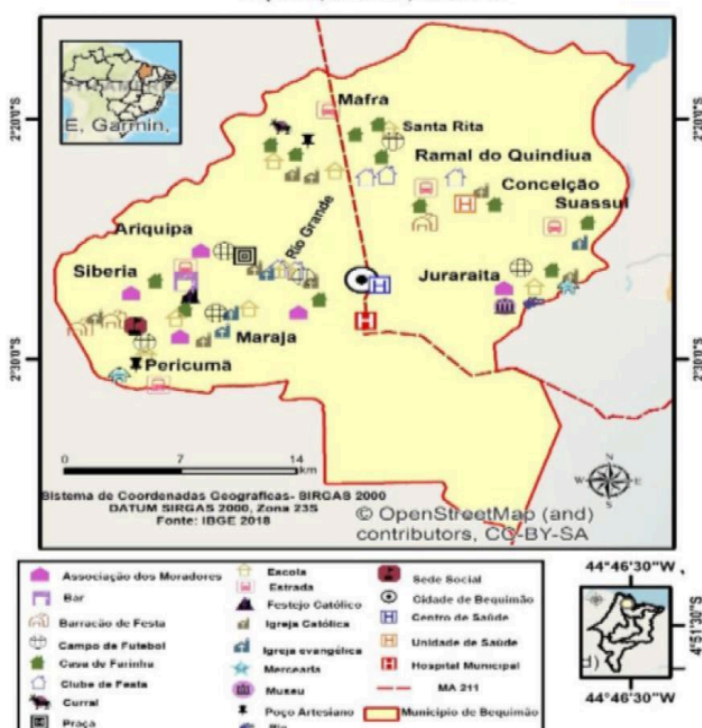 E, Garmin,
2°20'0"S
2°20'0"S
Mafra
Santa Rita
Ramal do Quindiua
Conceição
Suassui
Ariquipa
Rio Grande
Siberia
Juraraita
Maraja
Pericumã
2°30'0"S
2°30'0"S
0 7 14
km
Sistema de Coordenadas Geograficas- SIRGAS 2000
DATUM SIRGAS 2000, Zona 23S
Fonte: IBGE 2018
© OpenStreetMap (and)
contributors, CC-BY-SA
N
W E
S
Associação dos Moradores
Bar
Barracão de Festa
Campo de Futebol
Casa de Farinha
Clube de Festa
Curral
Praça
Escola
Estrada
Festejo Católico
Igreja Católica
Igreja evangélica
Mercearia
Museu
Poço Artesiano
Rio
Sede Social
Cidade de Bequimão
Centro de Saúde
Unidade de Saúde
Hospital Municipal
MA 211
Municipio de Bequimão
44°46'30"W
4°51'30"S
d)
44°46'30"W